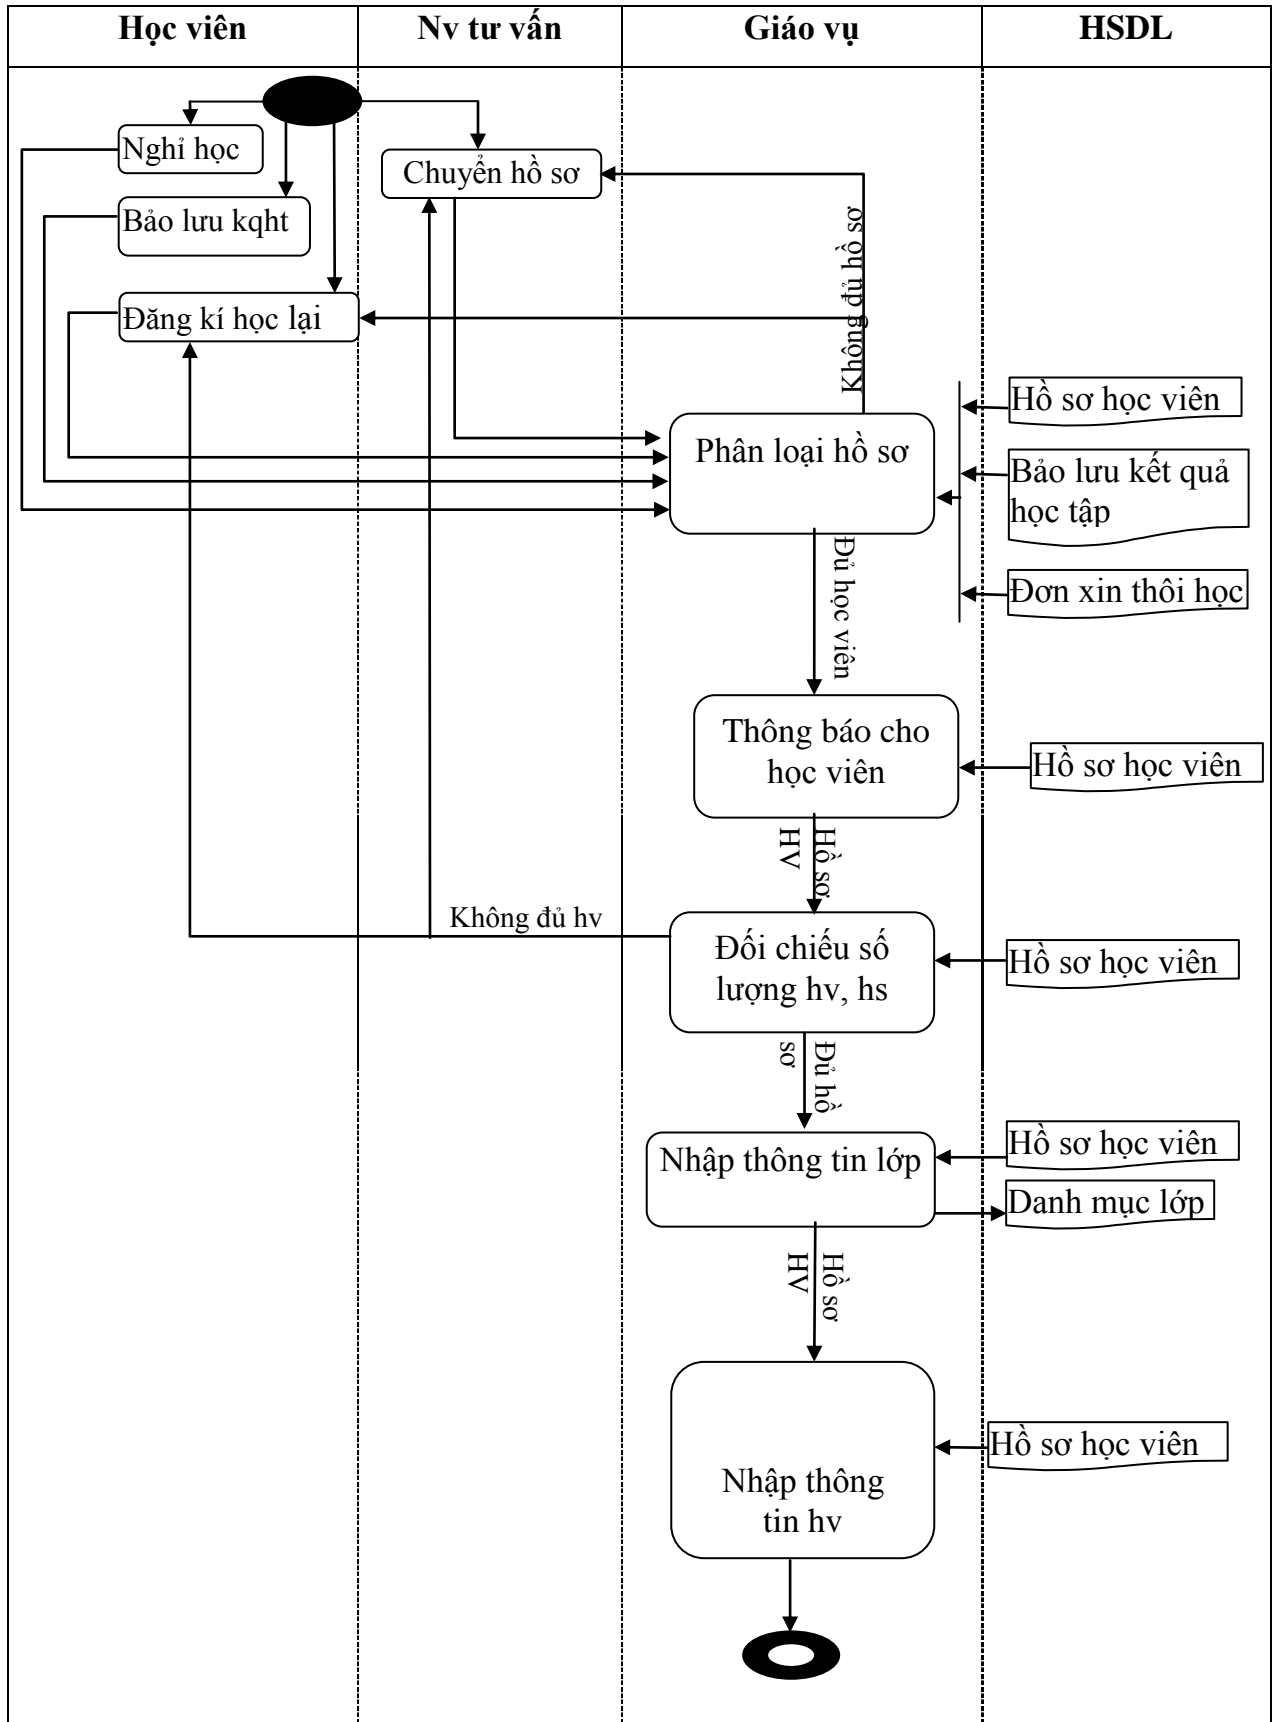 Học viên
Nv tư vấn
Giáo vụ
HSDL
Nghỉ học
Chuyển hồ sơ
Bảo lưu kqht
Không đủ hồ sơ
Đăng kí học lại
Hồ sơ học viên
Phân loại hồ sơ
Bảo lưu kết quả
học tập
Đủ học viên
Đơn xin thôi học
Thông báo cho
học viên
Hồ sơ học viên
Hồ sơ
HV
Không đủ hv
Đối chiếu số
lượng hv, hs
Hồ sơ học viên
Đủ hồ
sơ
Nhập thông tin lớp
Hồ sơ học viên
Danh mục lớp
Hồ sơ
HV
Hồ sơ học viên
Nhập thông
tin hv